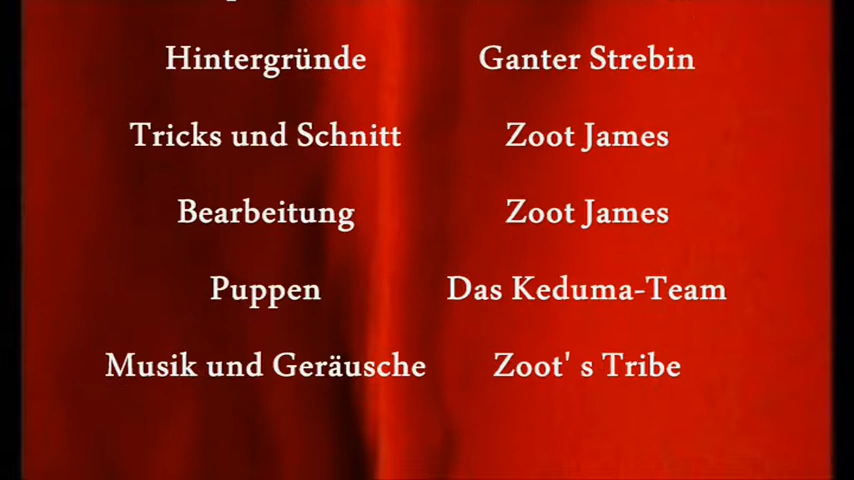 Hintergründe Ganter Strebin
Tricks und Schnitt Zoot James
Bearbeitung Zoot James
Puppen Das Keduma-Team
Musik und Geräusche Zoot' s Tribe